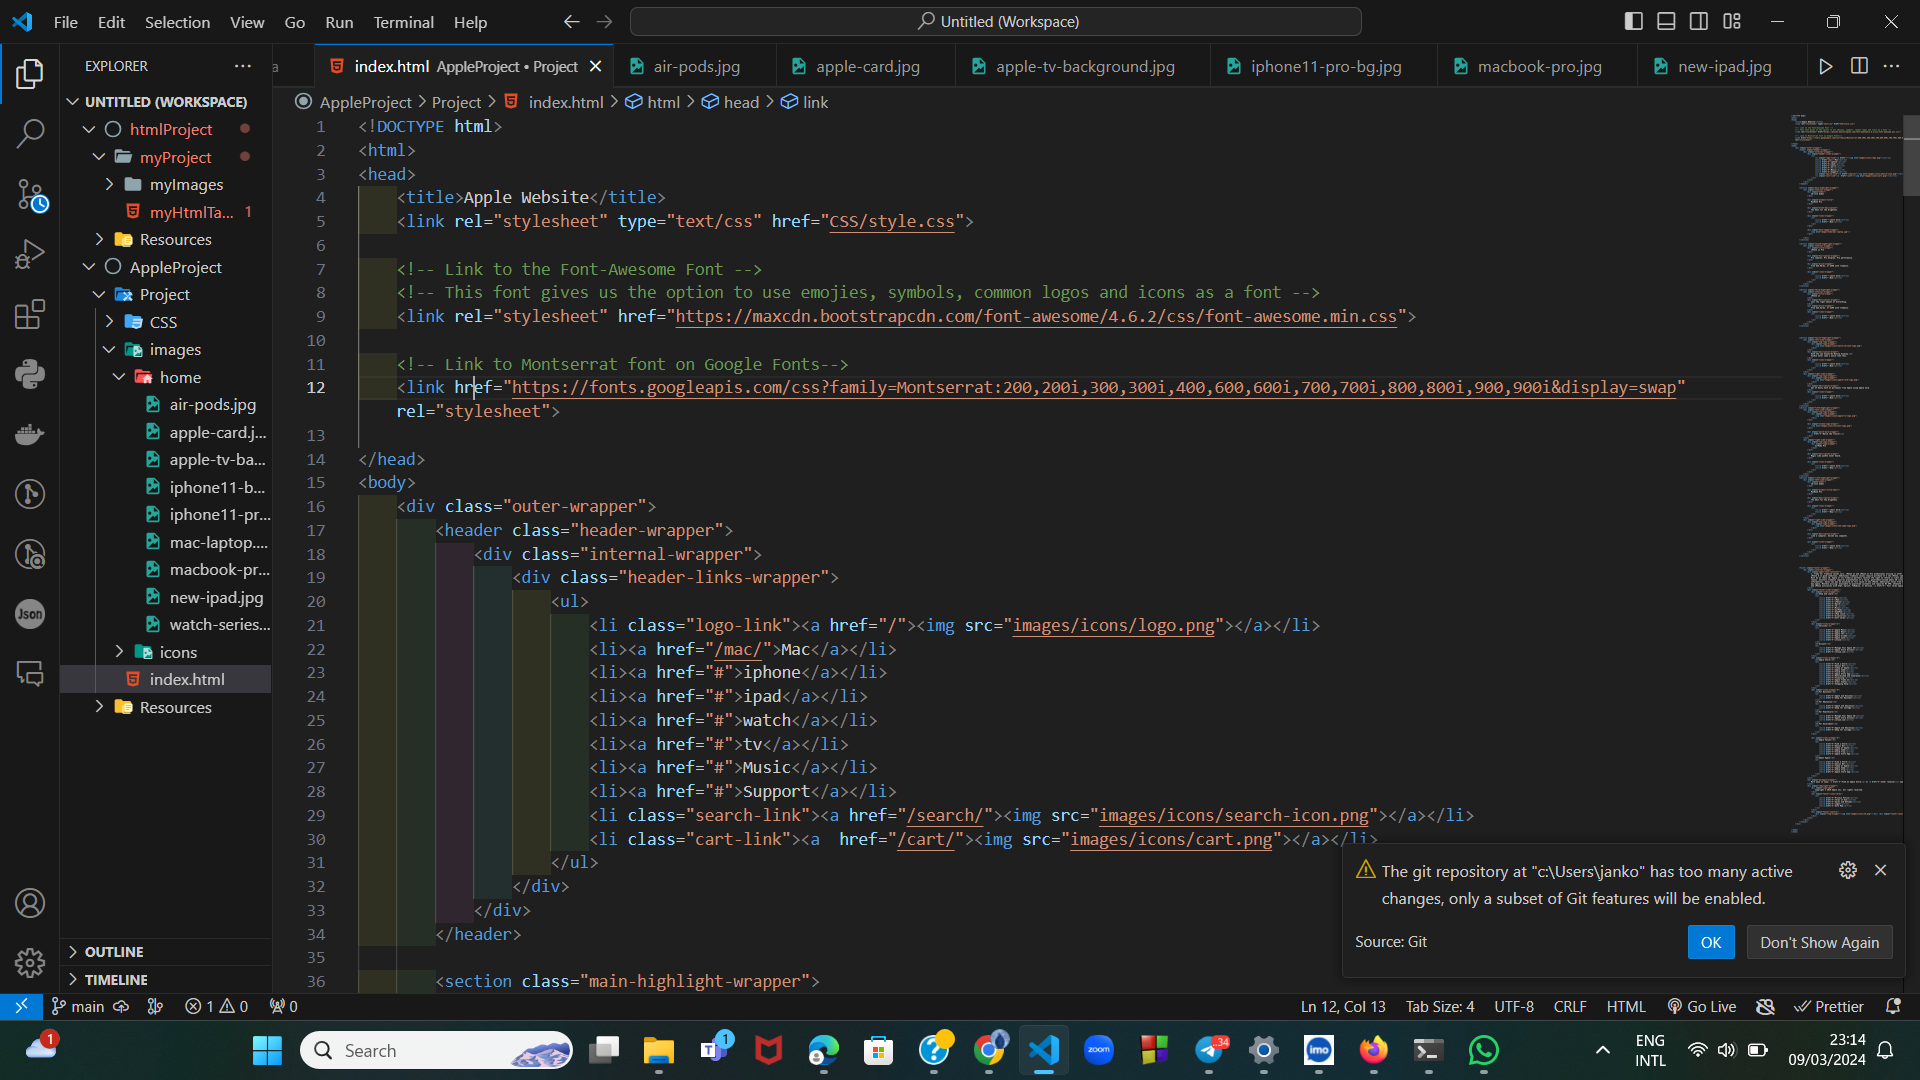 File Edit Selection View Go Run Terminal Help
Untitled (Workspace)
EXPLORER
a
index.html AppleProject • Project
air-pods.jpg
apple-card.jpg
apple-tv-background.jpg
iphone11-pro-bg.jpg
macbook-pro.jpg
new-ipad.jpg
UNTITLED (WORKSPACE)
htmlProject
myProject
myImages
myHtmlTa... 1
Resources
AppleProject
Project
CSS
images
home
air-pods.jpg
apple-card.j...
apple-tv-ba...
iphone11-b...
iphone11-pr...
mac-laptop....
macbook-pr...
new-ipad.jpg
watch-series...
icons
index.html
Resources
OUTLINE
TIMELINE
Json
AppleProject > Project > index.html > html > head > link
1 <!DOCTYPE html>
2 <html>
3 <head>
4 <title>Apple Website</title>
5 <link rel="stylesheet" type="text/css" href="CSS/style.css">
6
7 <!-- Link to the Font-Awesome Font -->
8 <!-- This font gives us the option to use emojies, symbols, common logos and icons as a font -->
9 <link rel="stylesheet" href="https://maxcdn.bootstrapcdn.com/font-awesome/4.6.2/css/font-awesome.min.css">
10
11 <!-- Link to Montserrat font on Google Fonts-->
12 <link href="https://fonts.googleapis.com/css?family=Montserrat:200,200i,300,300i,400,600,600i,700,700i,800,800i,900,900i&display=swap"
rel="stylesheet">
13
14 </head>
15 <body>
16 <div class="outer-wrapper">
17 <header class="header-wrapper">
18 <div class="internal-wrapper">
19 <div class="header-links-wrapper">
20 <ul>
21 <li class="logo-link"><a href="/"><img src="images/icons/logo.png"></a></li>
22 <li><a href="/mac/">Mac</a></li>
23 <li><a href="#">iphone</a></li>
24 <li><a href="#">ipad</a></li>
25 <li><a href="#">watch</a></li>
26 <li><a href="#">tv</a></li>
27 <li><a href="#">Music</a></li>
28 <li><a href="#">Support</a></li>
29 <li class="search-link"><a href="/search/"><img src="images/icons/search-icon.png"></a></li>
30 <li class="cart-link"><a  href="/cart/"><img src="images/icons/cart.png"></a></li>
31 </ul>
32 </div>
33 </div>
34 </header>
35
36 <section class="main-highlight-wrapper">
The git repository at "c:\Users\janko" has too many active
changes, only a subset of Git features will be enabled.
Source: Git
OK
Don't Show Again
main 1 0 0
Ln 12, Col 13 Tab Size: 4 UTF-8 CRLF HTML Go Live Prettier
1
Search
1
zoom
..34
imo
ENG
INTL
23:14
09/03/2024